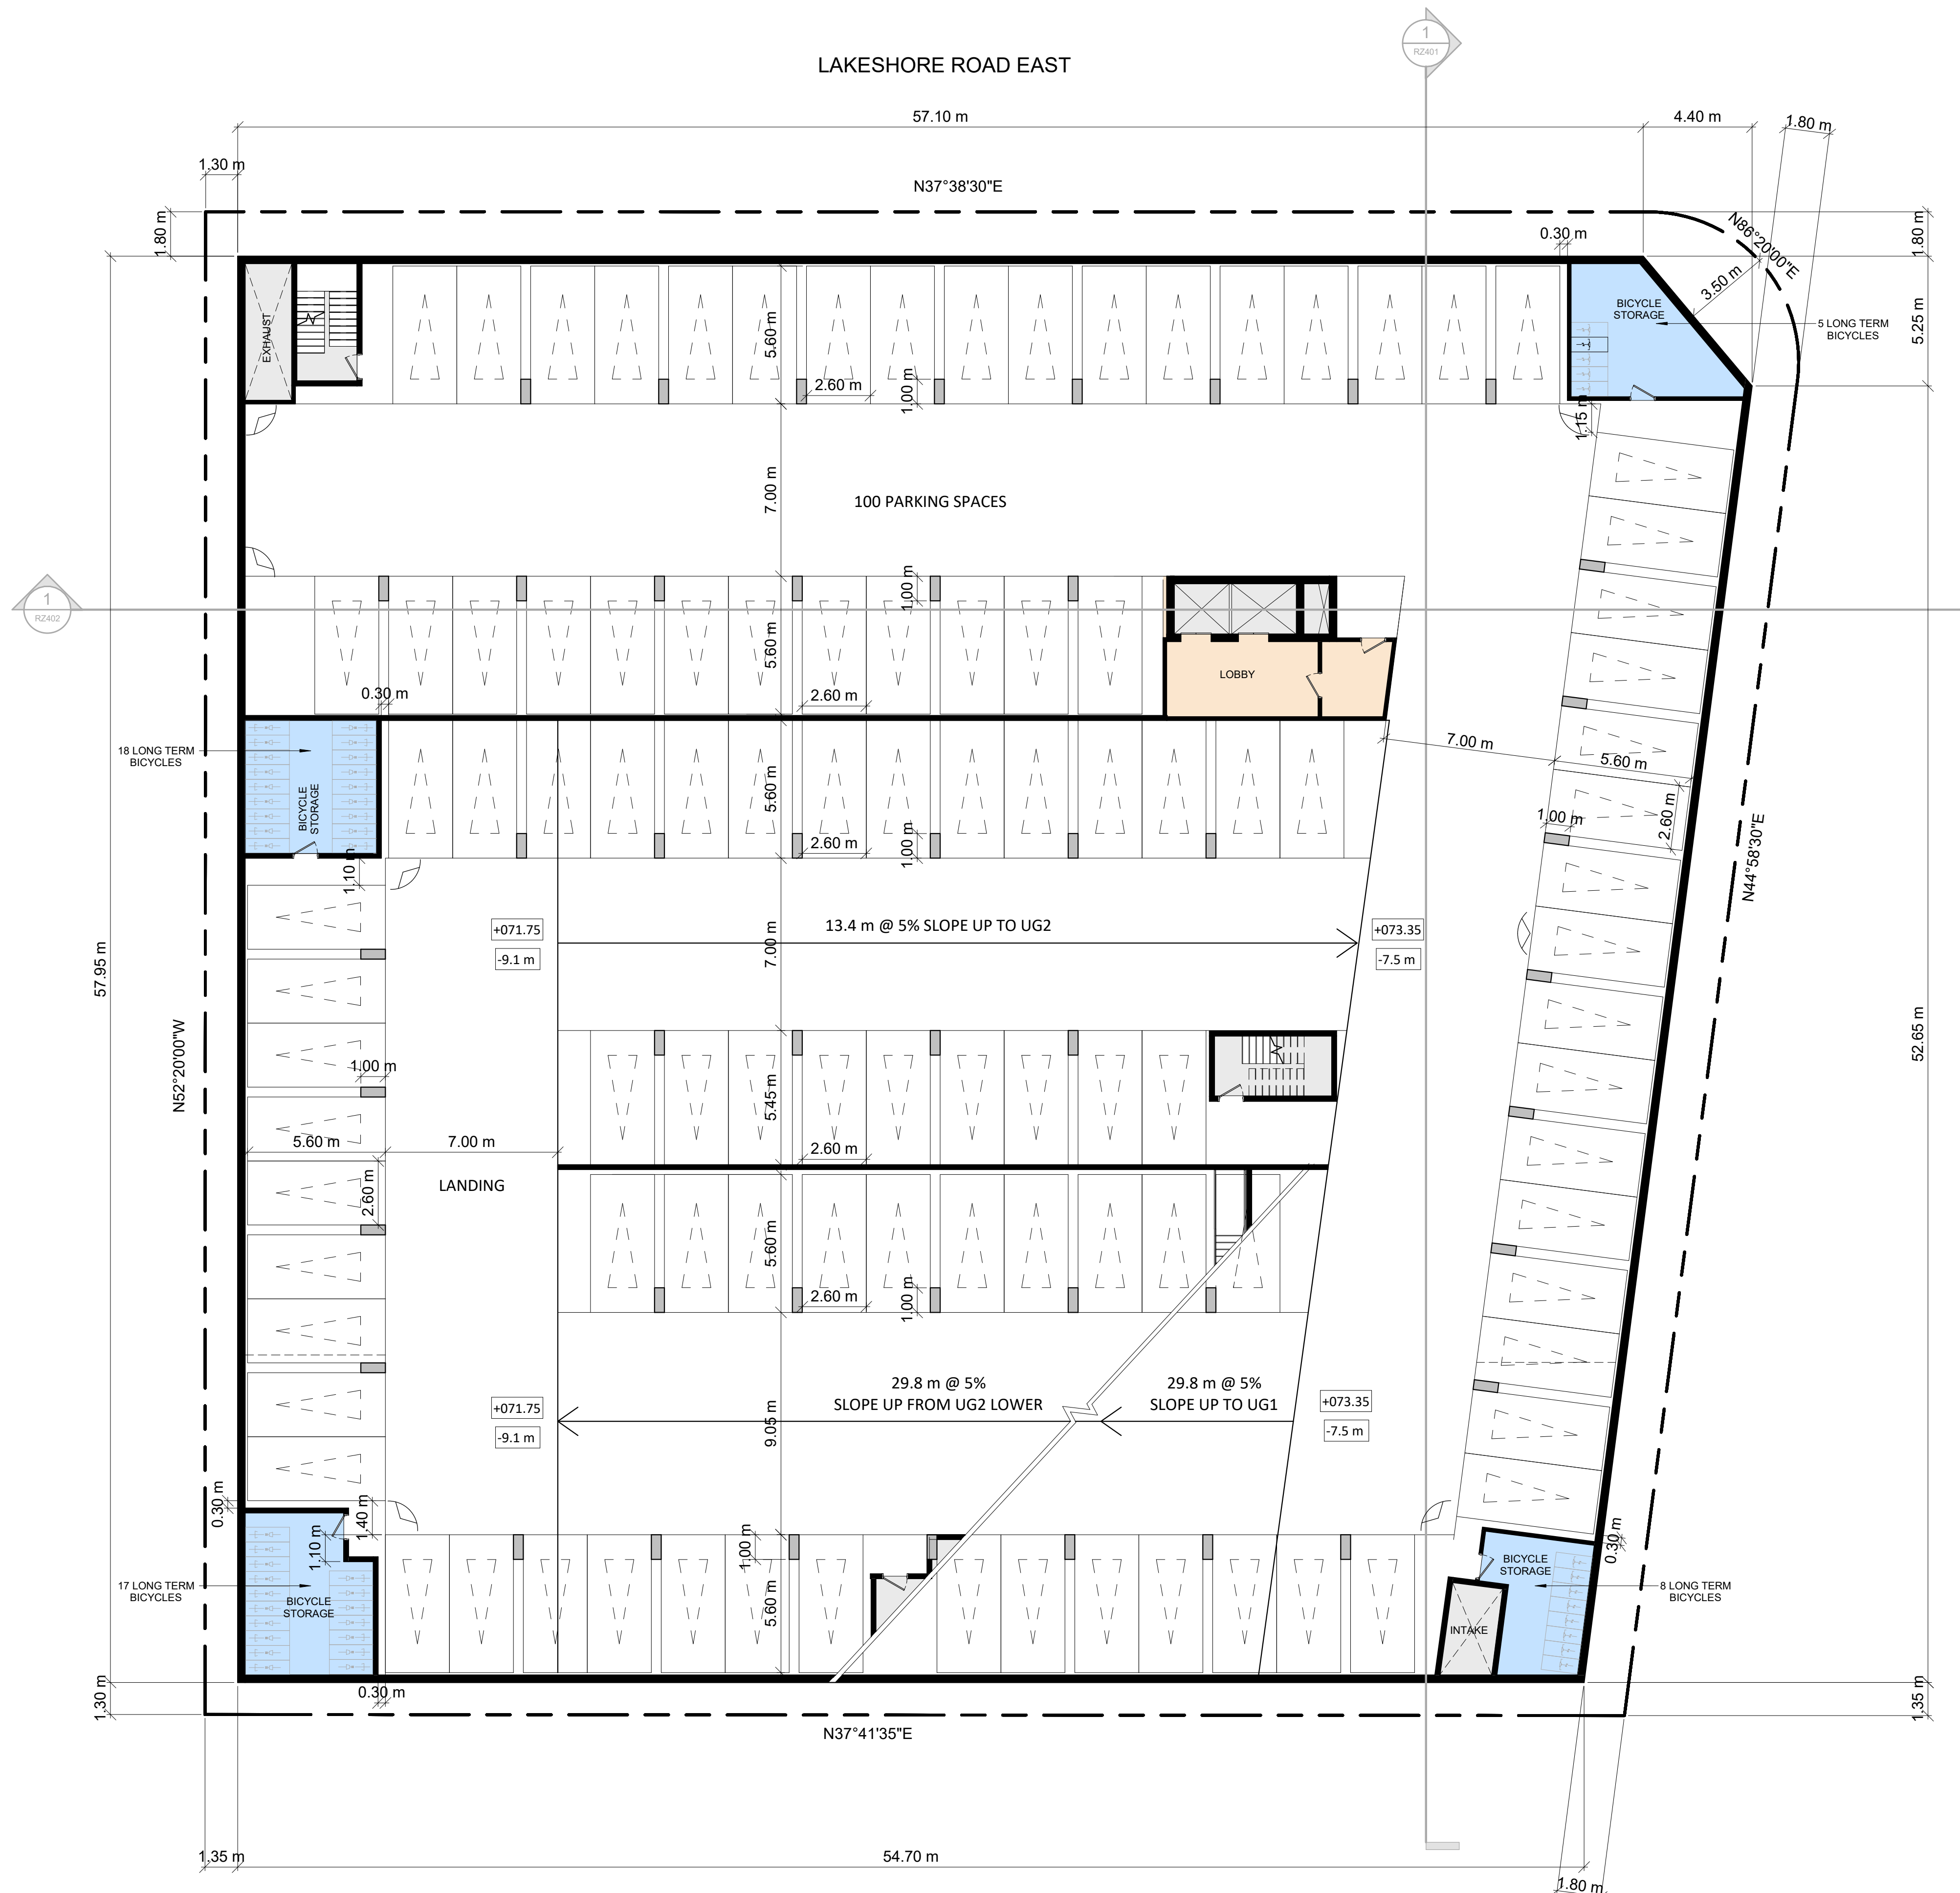 1
RZ401
LAKESHORE ROAD EAST
57.10 m
4.40 m
1.80 m
1.30 m
N37°38'30"E
1.80 m
0.30 m
N86°20'00"E
1.80 m
3.50 m
EXHAUST
5.60 m
BICYCLE
STORAGE
5 LONG TERM
BICYCLES
5.25 m
2.60 m
1.00 m
1.15 m
7.00 m
100 PARKING SPACES
1
RZ402
1.00 m
5.60 m
LOBBY
0.30 m
2.60 m
18 LONG TERM
BICYCLES
BICYCLE
STORAGE
5.60 m
7.00 m
5.60 m
2.60 m
1.00 m
1.00 m
2.60 m
1.10 m
N44°58'30"E
+071.75
-9.1 m
13.4 m @ 5% SLOPE UP TO UG2
7.00 m
+073.35
-7.5 m
57.95 m
N52°20'00"W
52.65 m
1.00 m
5.45 m
5.60 m
7.00 m
2.60 m
LANDING
2.60 m
5.60 m
2.60 m
1.00 m
29.8 m @ 5%
SLOPE UP FROM UG2 LOWER
29.8 m @ 5%
SLOPE UP TO UG1
+071.75
-9.1 m
9.05 m
+073.35
-7.5 m
0.30 m
1.40 m
1.10 m
1.00 m
0.30 m
17 LONG TERM
BICYCLES
BICYCLE
STORAGE
5.60 m
BICYCLE
STORAGE
8 LONG TERM
BICYCLES
INTAKE
1.30 m
0.30 m
1.35 m
N37°41'35"E
1.35 m
54.70 m
1.80 m